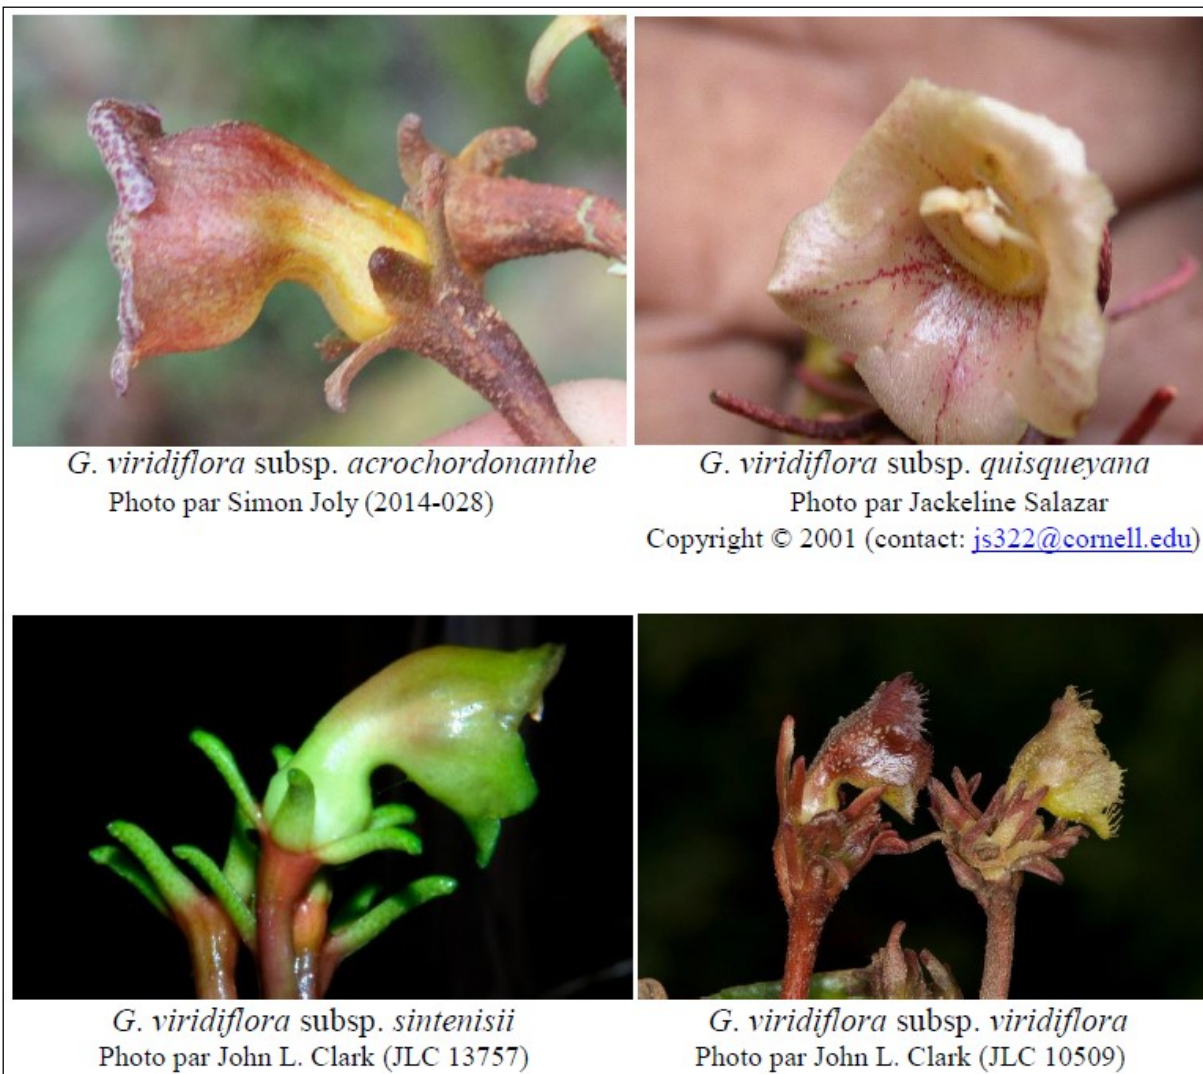 G. viridiflora subsp. acrochordonanthe
Photo par Simon Joly (2014-028)
G. viridiflora subsp. quisqueyana
Photo par Jackeline Salazar
Copyright © 2001 (contact: js322@cornell.edu)
G. viridiflora subsp. sintenisii
Photo par John L. Clark (JLC 13757)
G. viridiflora subsp. viridiflora
Photo par John L. Clark (JLC 10509)